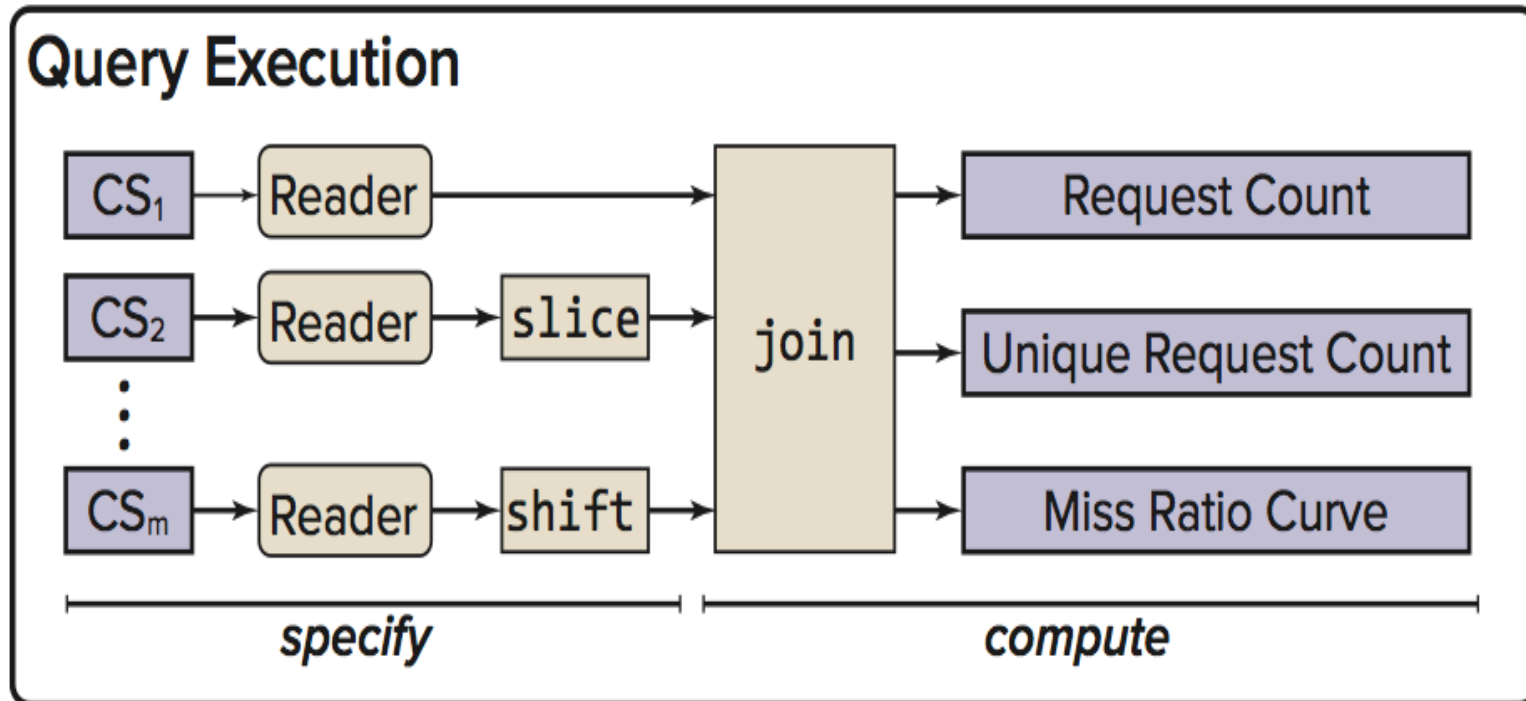 Query Execution
CS₁ Reader Request Count
CS₂ Reader slice join Unique Request Count
CSₘ Reader shift Miss Ratio Curve
specify compute